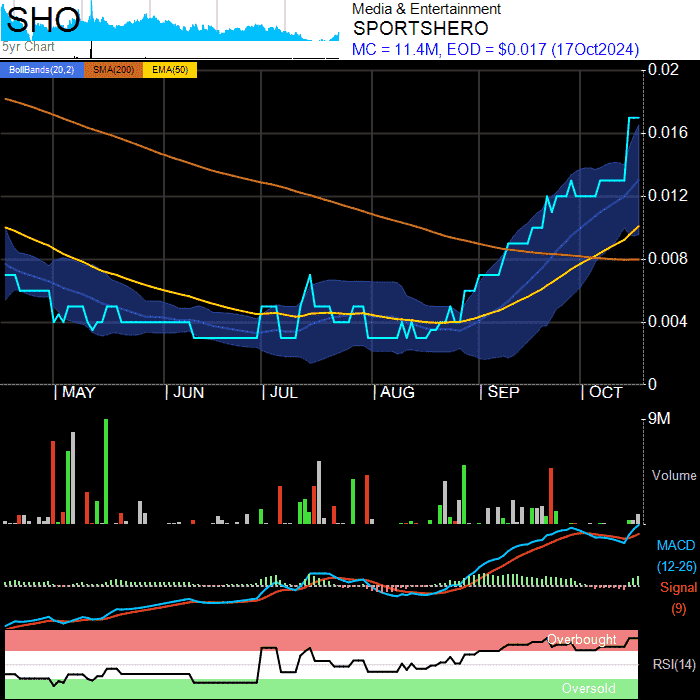 SHO
5yr Chart
Media & Entertainment
SPORTSHERO
MC = 11.4M, EOD = $0.017 (17Oct2024)
BollBands(20,2) SMA(200) EMA(50)
0.02
0.016
0.012
0.008
0.004
0
MAY JUN JUL AUG SEP OCT
9M
Volume
MACD
(12-26)
Signal
(9)
Overbought
RSI(14)
Oversold